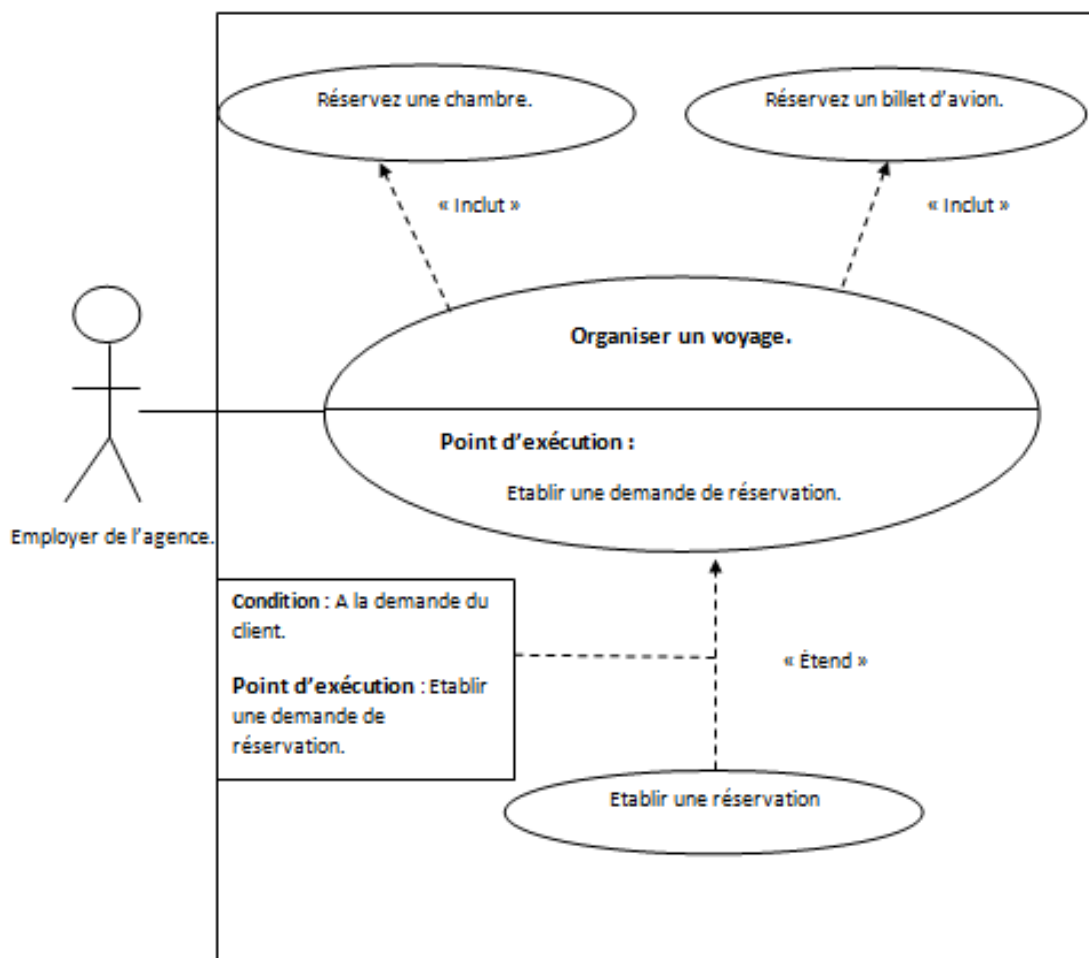 Réservez une chambre.
Réservez un billet d’avion.
« Inclut »
« Inclut »
Organiser un voyage.
Point d’exécution :
Etablir une demande de réservation.
Employer de l’agence.
Condition : A la demande du
client.
Point d’exécution : Etablir
une demande de
réservation.
« Étend »
Etablir une réservation